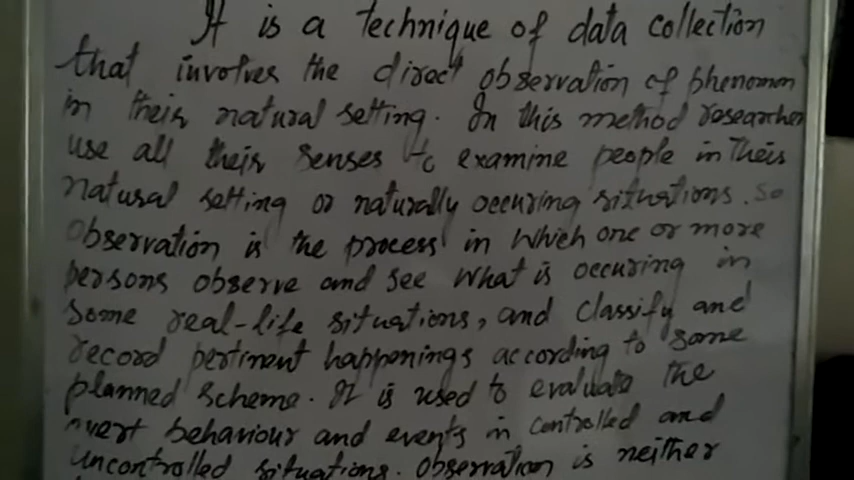 It is a technique of data collection
that involves the direct observation of phenomon
in their natural setting. In this method researcher
use all their senses to examine people in their
natural setting or naturally occuring situations. So
observation is the process in which one or more
persons observe and see what is occuring in
some real-life situations, and classify and
record pertinent happenings according to some
planned scheme. It is used to evaluate the
overt behaviour and events in controlled and
uncontrolled situations. observation is neither